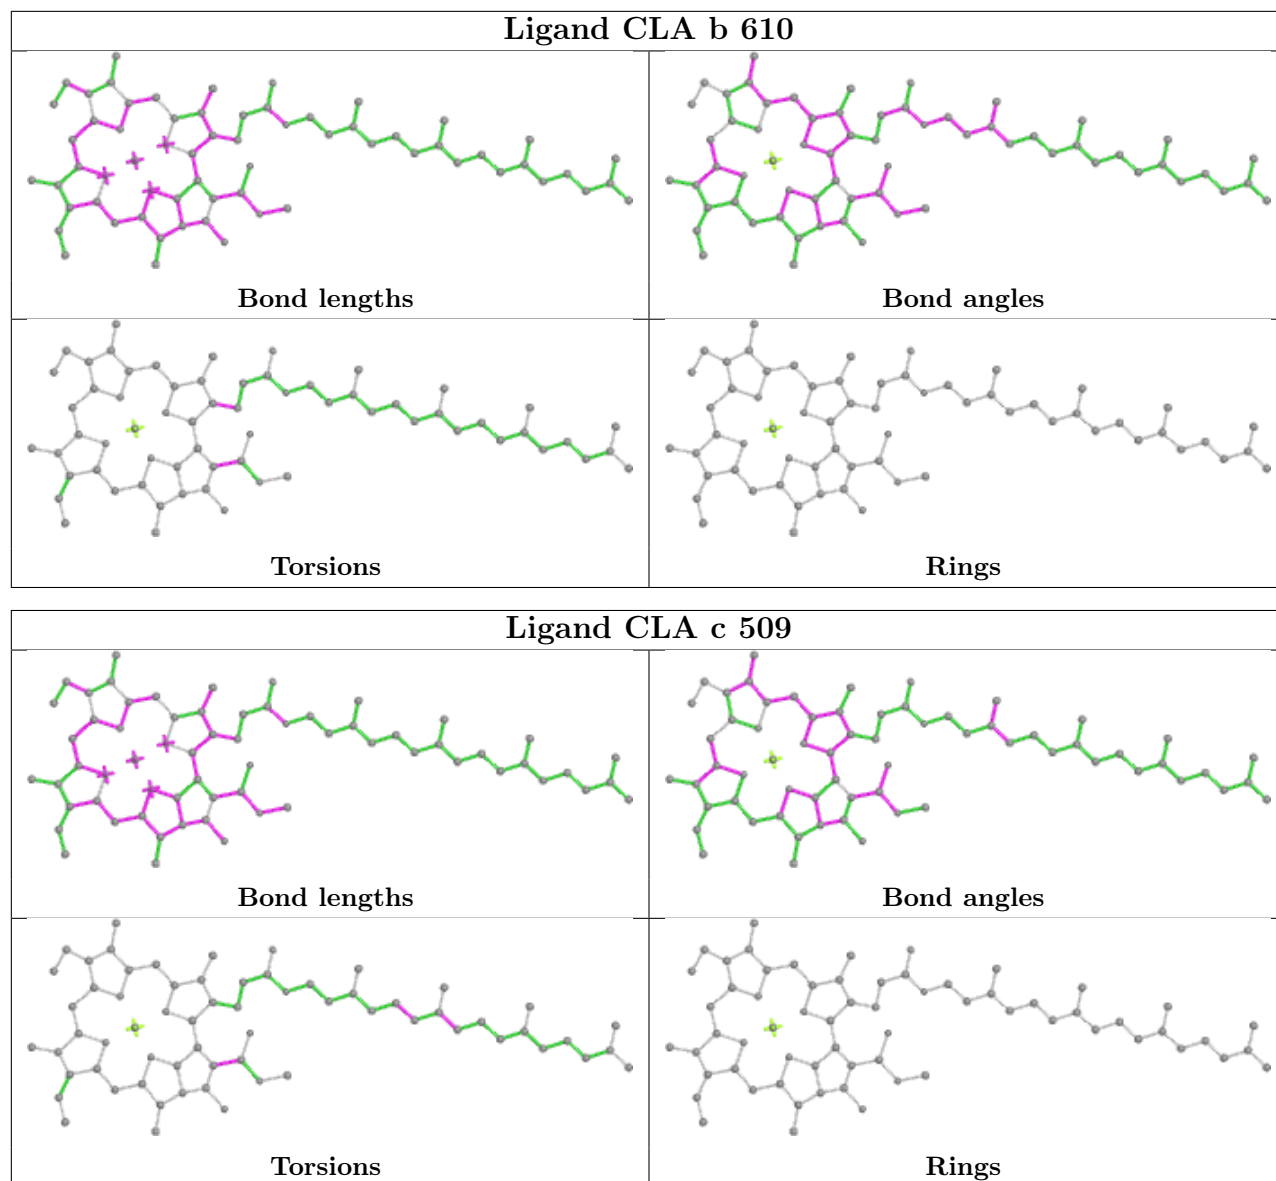 Ligand CLA b 610
Bond lengths
Bond angles
Torsions
Rings
Ligand CLA c 509
Bond lengths
Bond angles
Torsions
Rings